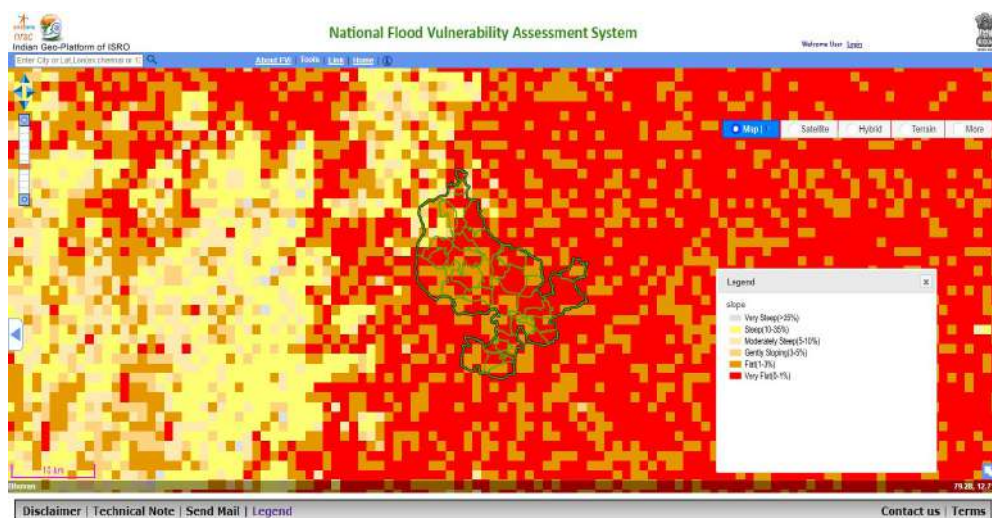 National Flood Vulnerability Assessment System
nrsc
Indian Geo-Platform of ISRO
Welcome User Login
About FVI | Tools | Link | Home |
Map
Satellite
Hybrid
Terrain
More
Legend
slope
Very Steep(>35%)
Steep(10-35%)
Moderately Steep(5-10%)
Gently Sloping(3-5%)
Flat(1-3%)
Very Flat(0-1%)
10 km
Disclaimer | Technical Note | Send Mail | Legend
Contact us | Terms